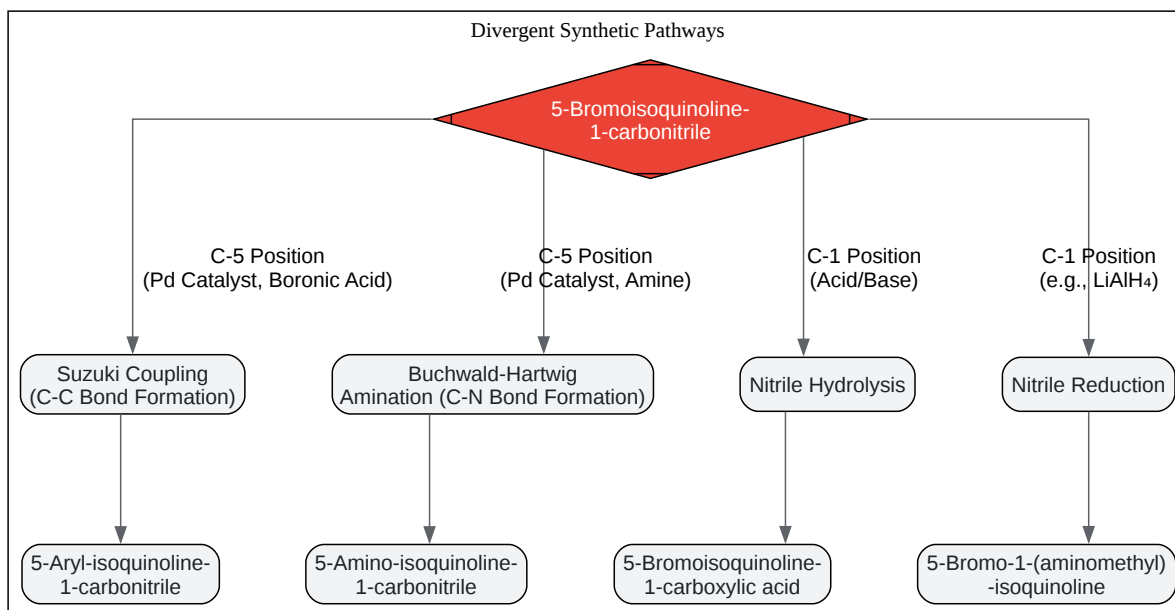 Divergent Synthetic Pathways
5-Bromoisoquinoline-
1-carbonitrile
C-5 Position
(Pd Catalyst, Boronic Acid)
C-5 Position
(Pd Catalyst, Amine)
C-1 Position
(Acid/Base)
C-1 Position
(e.g., LiAlH₄)
Suzuki Coupling
(C-C Bond Formation)
Buchwald-Hartwig
Amination (C-N Bond Formation)
Nitrile Hydrolysis
Nitrile Reduction
5-Aryl-isoquinoline-
1-carbonitrile
5-Amino-isoquinoline-
1-carbonitrile
5-Bromoisoquinoline-
1-carboxylic acid
5-Bromo-1-(aminomethyl)
-isoquinoline